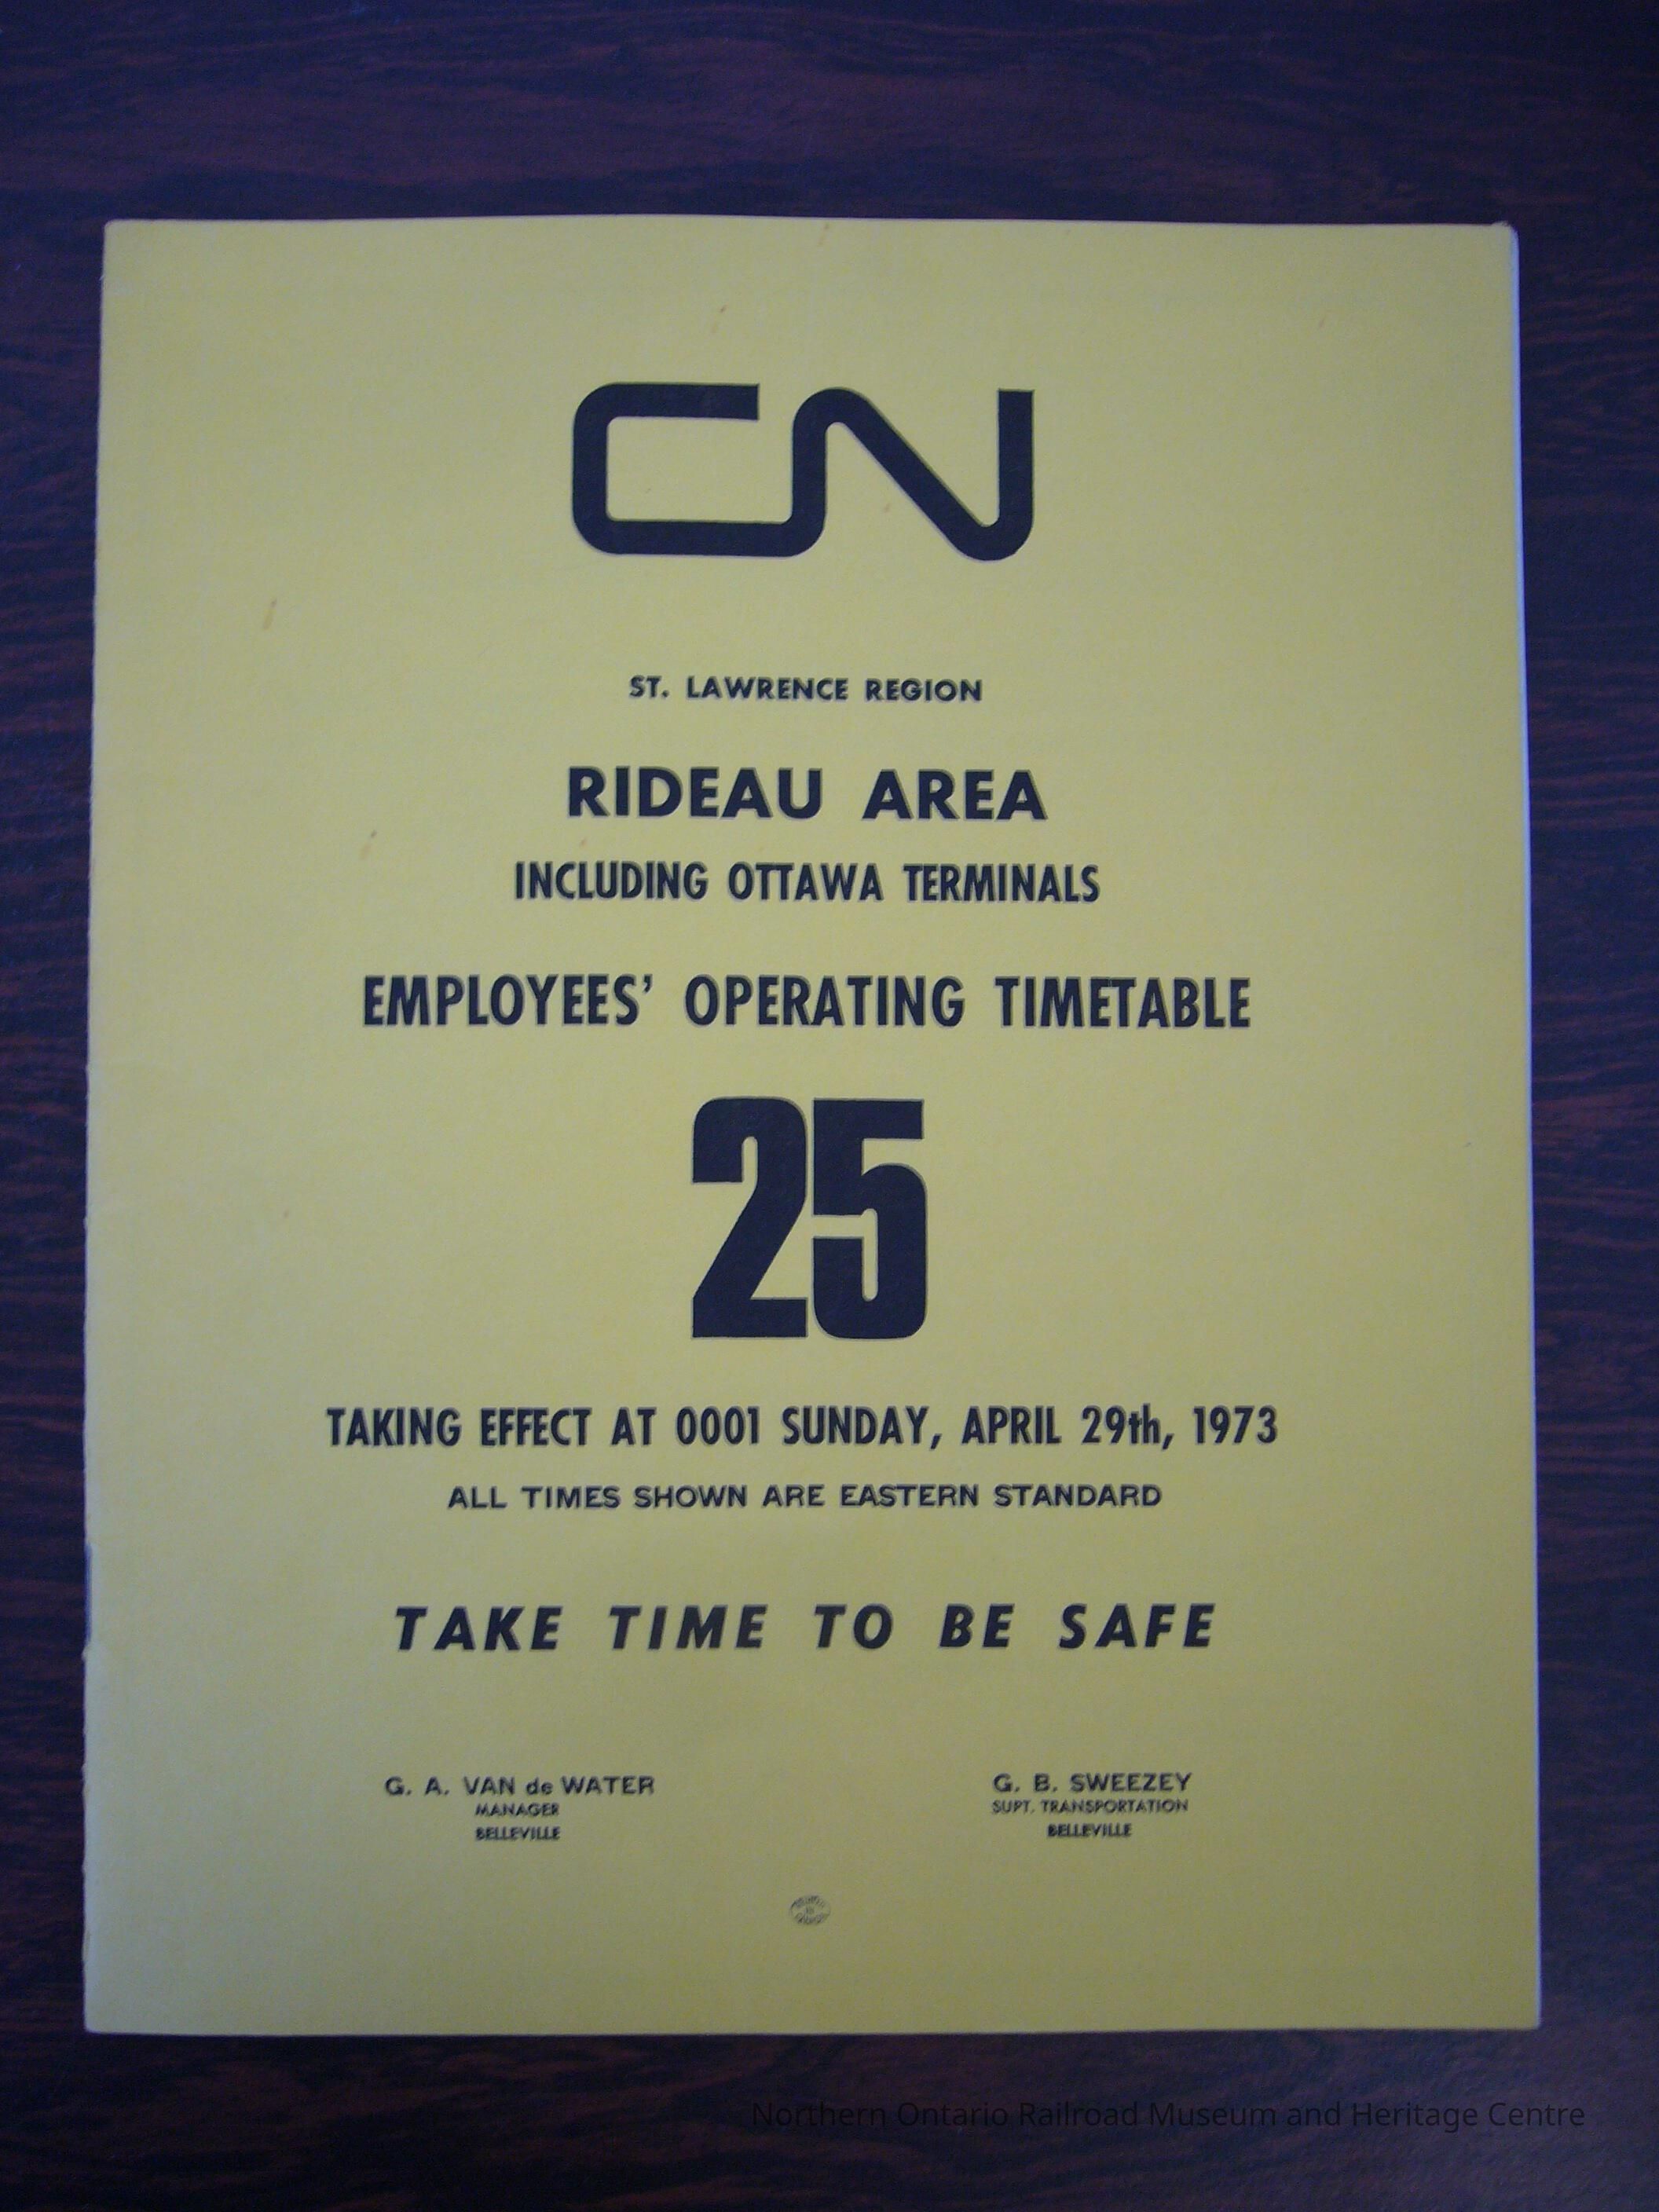 CN
ST. LAWRENCE REGION
RIDEAU AREA
INCLUDING OTTAWA TERMINALS
EMPLOYEES' OPERATING TIMETABLE
25
TAKING EFFECT AT 0001 SUNDAY, APRIL 29th, 1973
ALL TIMES SHOWN ARE EASTERN STANDARD
TAKE TIME TO BE SAFE
G. A. VAN de WATER
MANAGER
BELLEVILLE
G. B. SWEEZEY
SUPT. TRANSPORTATION
BELLEVILLE
Northern Ontario Railroad Museum and Heritage Centre